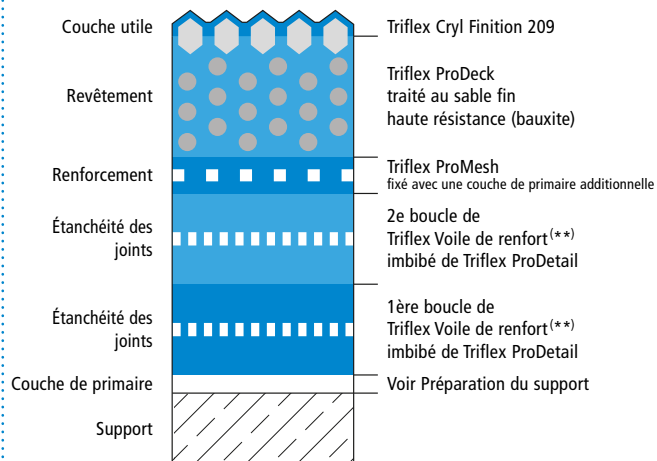 Couche utile
Triflex Cryl Finition 209
Revêtement
Triflex ProDeck
traité au sable fin
haute résistance (bauxite)
Renforcement
Triflex ProMesh
fixé avec une couche de primaire additionnelle
Étanchéité des
joints
2e boucle de
Triflex Voile de renfort(**)
imbibé de Triflex ProDetail
Étanchéité des
joints
1ère boucle de
Triflex Voile de renfort(**)
imbibé de Triflex ProDetail
Couche de primaire
Voir Préparation du support
Support